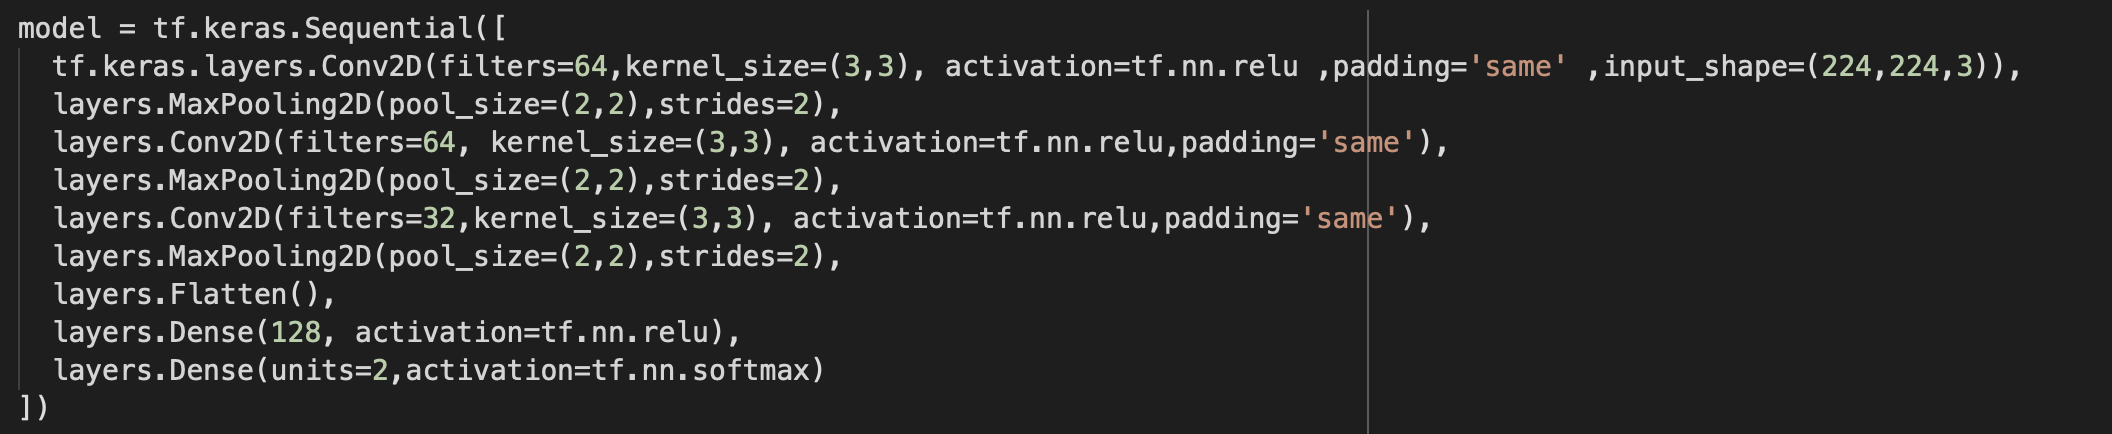 model = tf.keras.Sequential([
  tf.keras.layers.Conv2D(filters=64,kernel_size=(3,3), activation=tf.nn.relu ,padding='same' ,input_shape=(224,224,3)),
  layers.MaxPooling2D(pool_size=(2,2),strides=2),
  layers.Conv2D(filters=64, kernel_size=(3,3), activation=tf.nn.relu,padding='same'),
  layers.MaxPooling2D(pool_size=(2,2),strides=2),
  layers.Conv2D(filters=32,kernel_size=(3,3), activation=tf.nn.relu,padding='same'),
  layers.MaxPooling2D(pool_size=(2,2),strides=2),
  layers.Flatten(),
  layers.Dense(128, activation=tf.nn.relu),
  layers.Dense(units=2,activation=tf.nn.softmax)
])